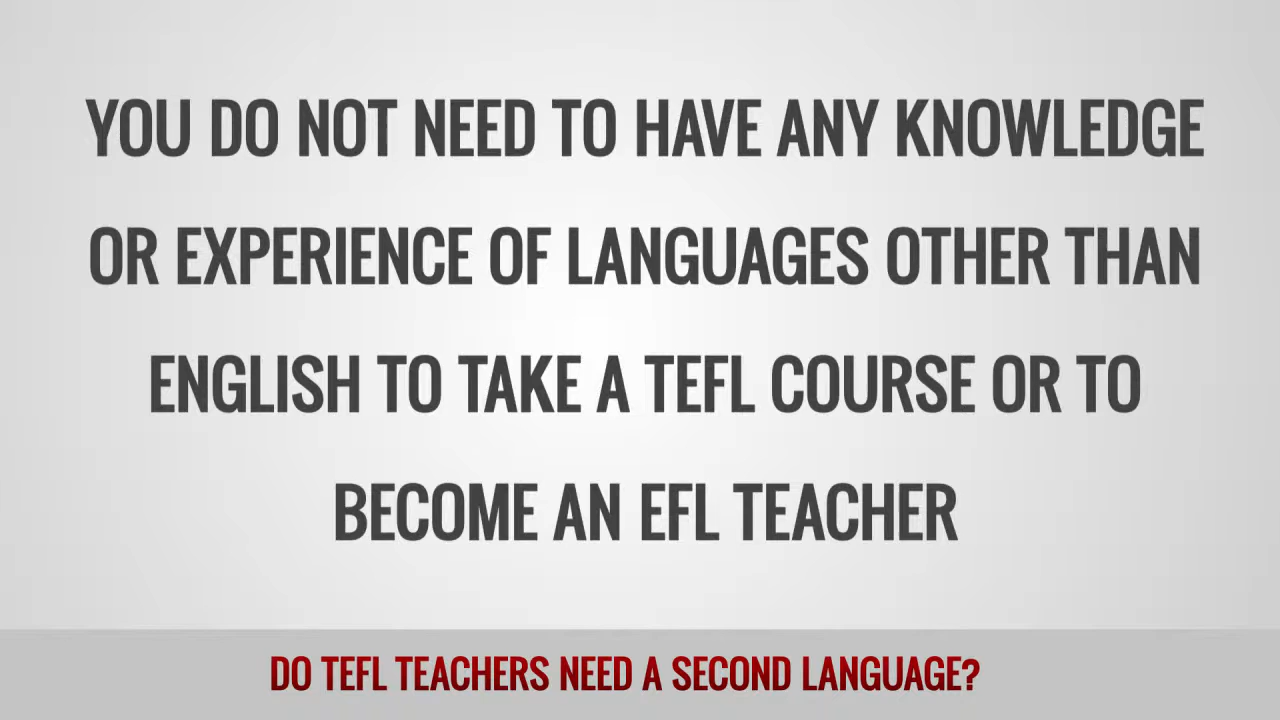 YOU DO NOT NEED TO HAVE ANY KNOWLEDGE
OR EXPERIENCE OF LANGUAGES OTHER THAN
ENGLISH TO TAKE A TEFL COURSE OR TO
BECOME AN EFL TEACHER
DO TEFL TEACHERS NEED A SECOND LANGUAGE?